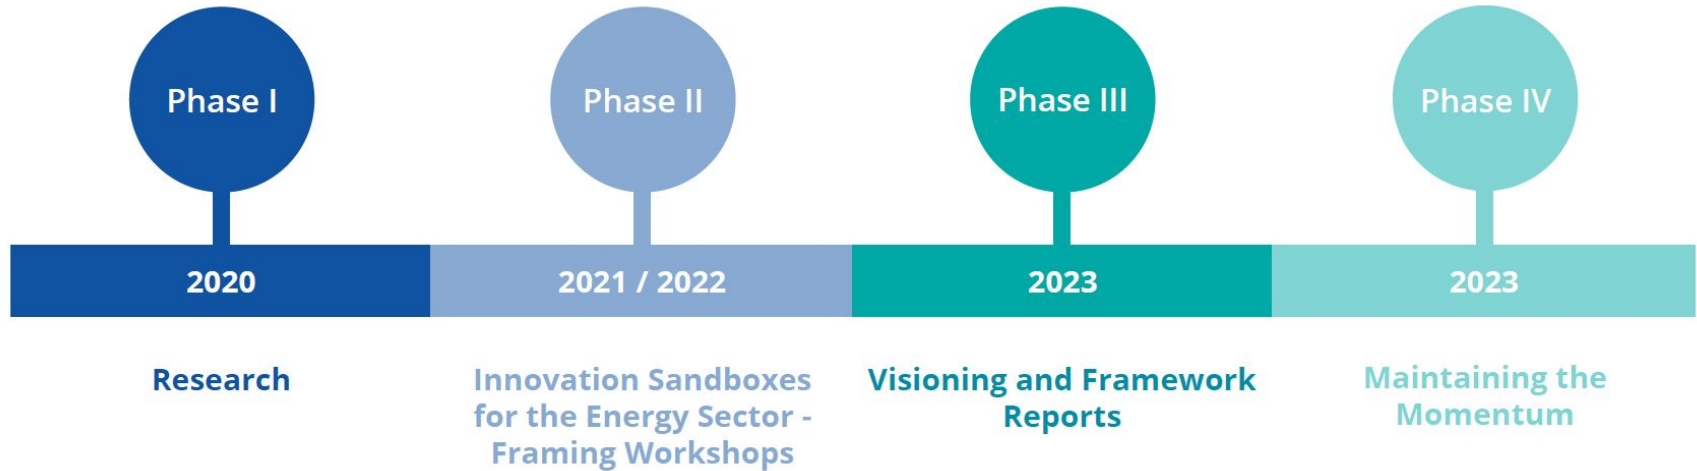 Phase I
Phase II
Phase III
Phase IV
2020
2021 / 2022
2023
2023
Research
Innovation Sandboxes
for the Energy Sector -
Framing Workshops
Visioning and Framework
Reports
Maintaining the
Momentum